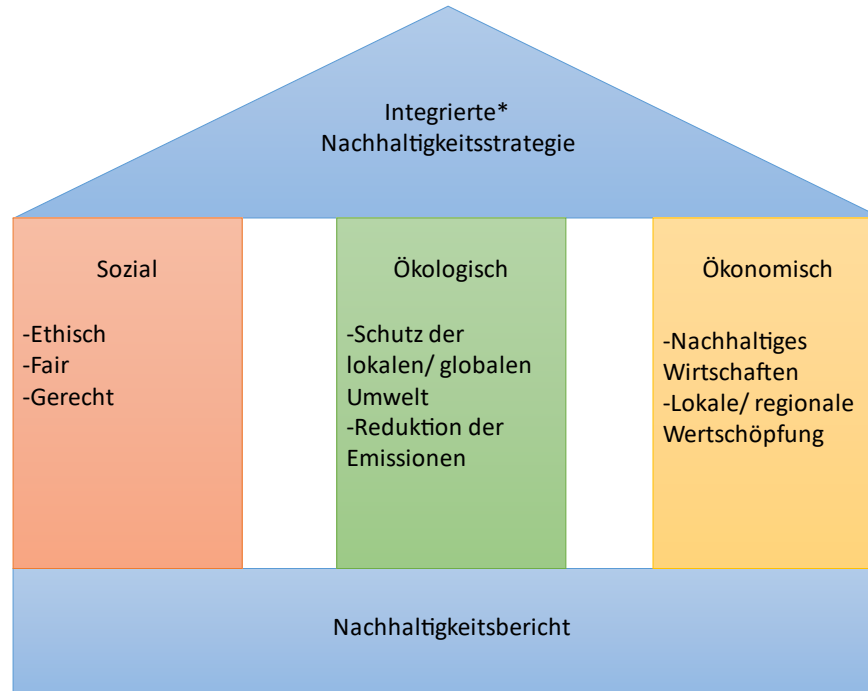 Integrierte*
Nachhaltigkeitsstrategie
Sozial
-Ethisch
-Fair
-Gerecht
Ökologisch
-Schutz der
lokalen/ globalen
Umwelt
-Reduktion der
Emissionen
Ökonomisch
-Nachhaltiges
Wirtschaften
-Lokale/ regionale
Wertschöpfung
Nachhaltigkeitsbericht